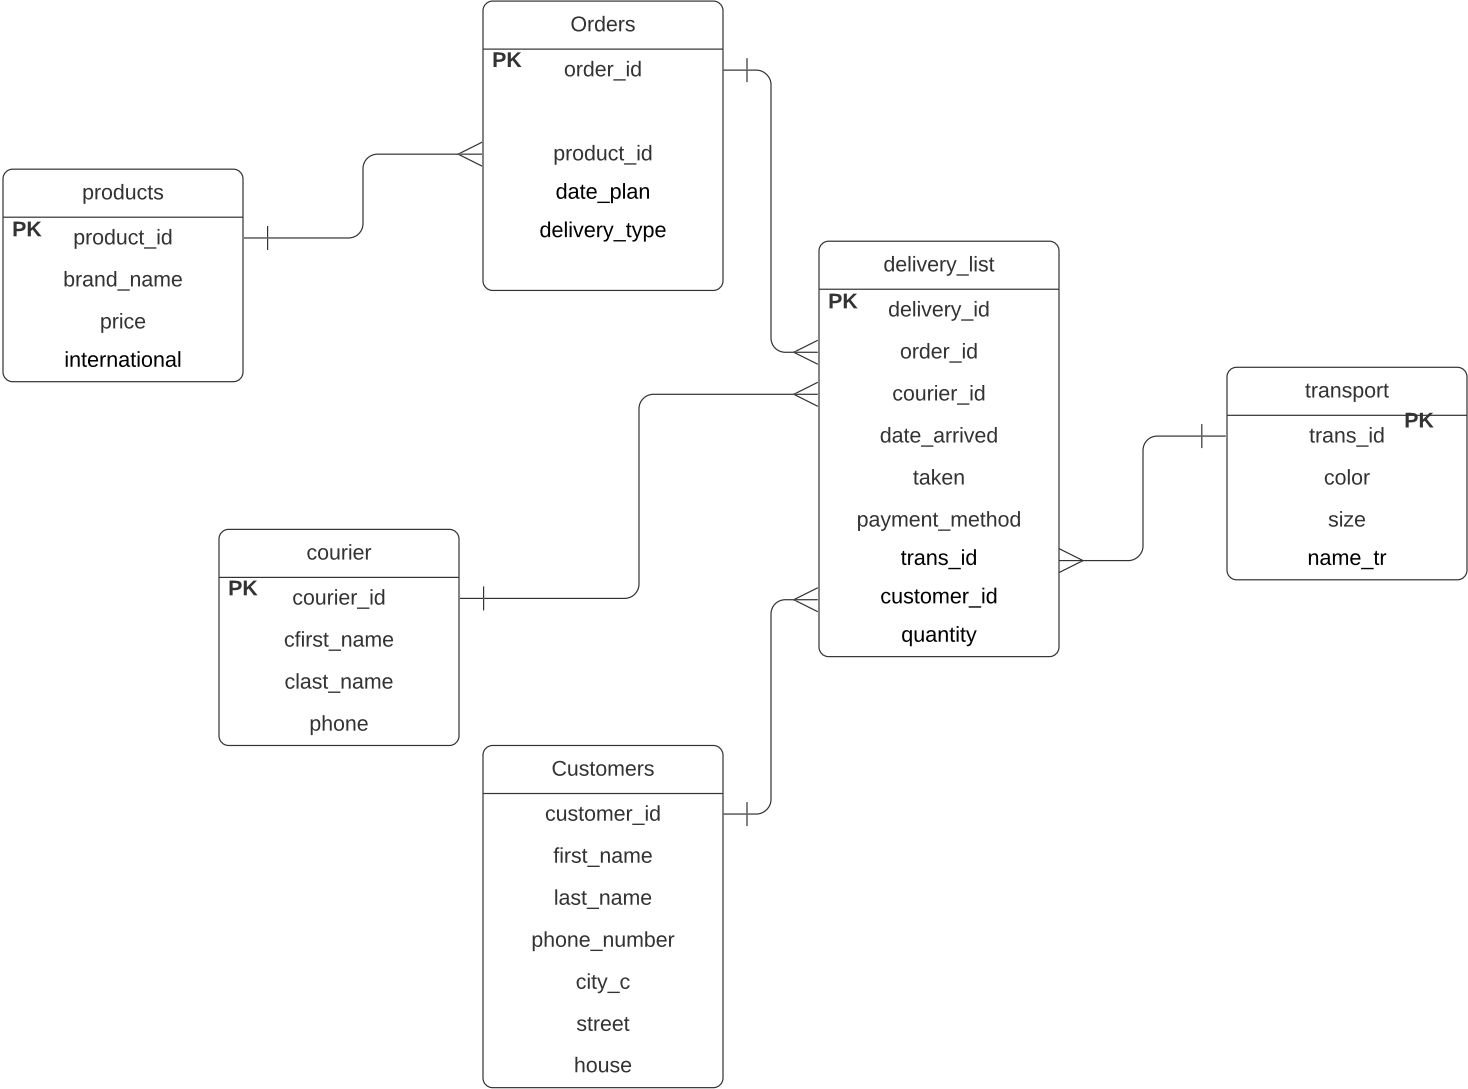 Orders
PK
order_id
product_id
date_plan
delivery_type
products
PK
product_id
brand_name
price
international
delivery_list
PK
delivery_id
order_id
courier_id
date_arrived
taken
payment_method
trans_id
customer_id
quantity
transport
PK
trans_id
color
size
name_tr
courier
PK
courier_id
cfirst_name
clast_name
phone
Customers
customer_id
first_name
last_name
phone_number
city_c
street
house